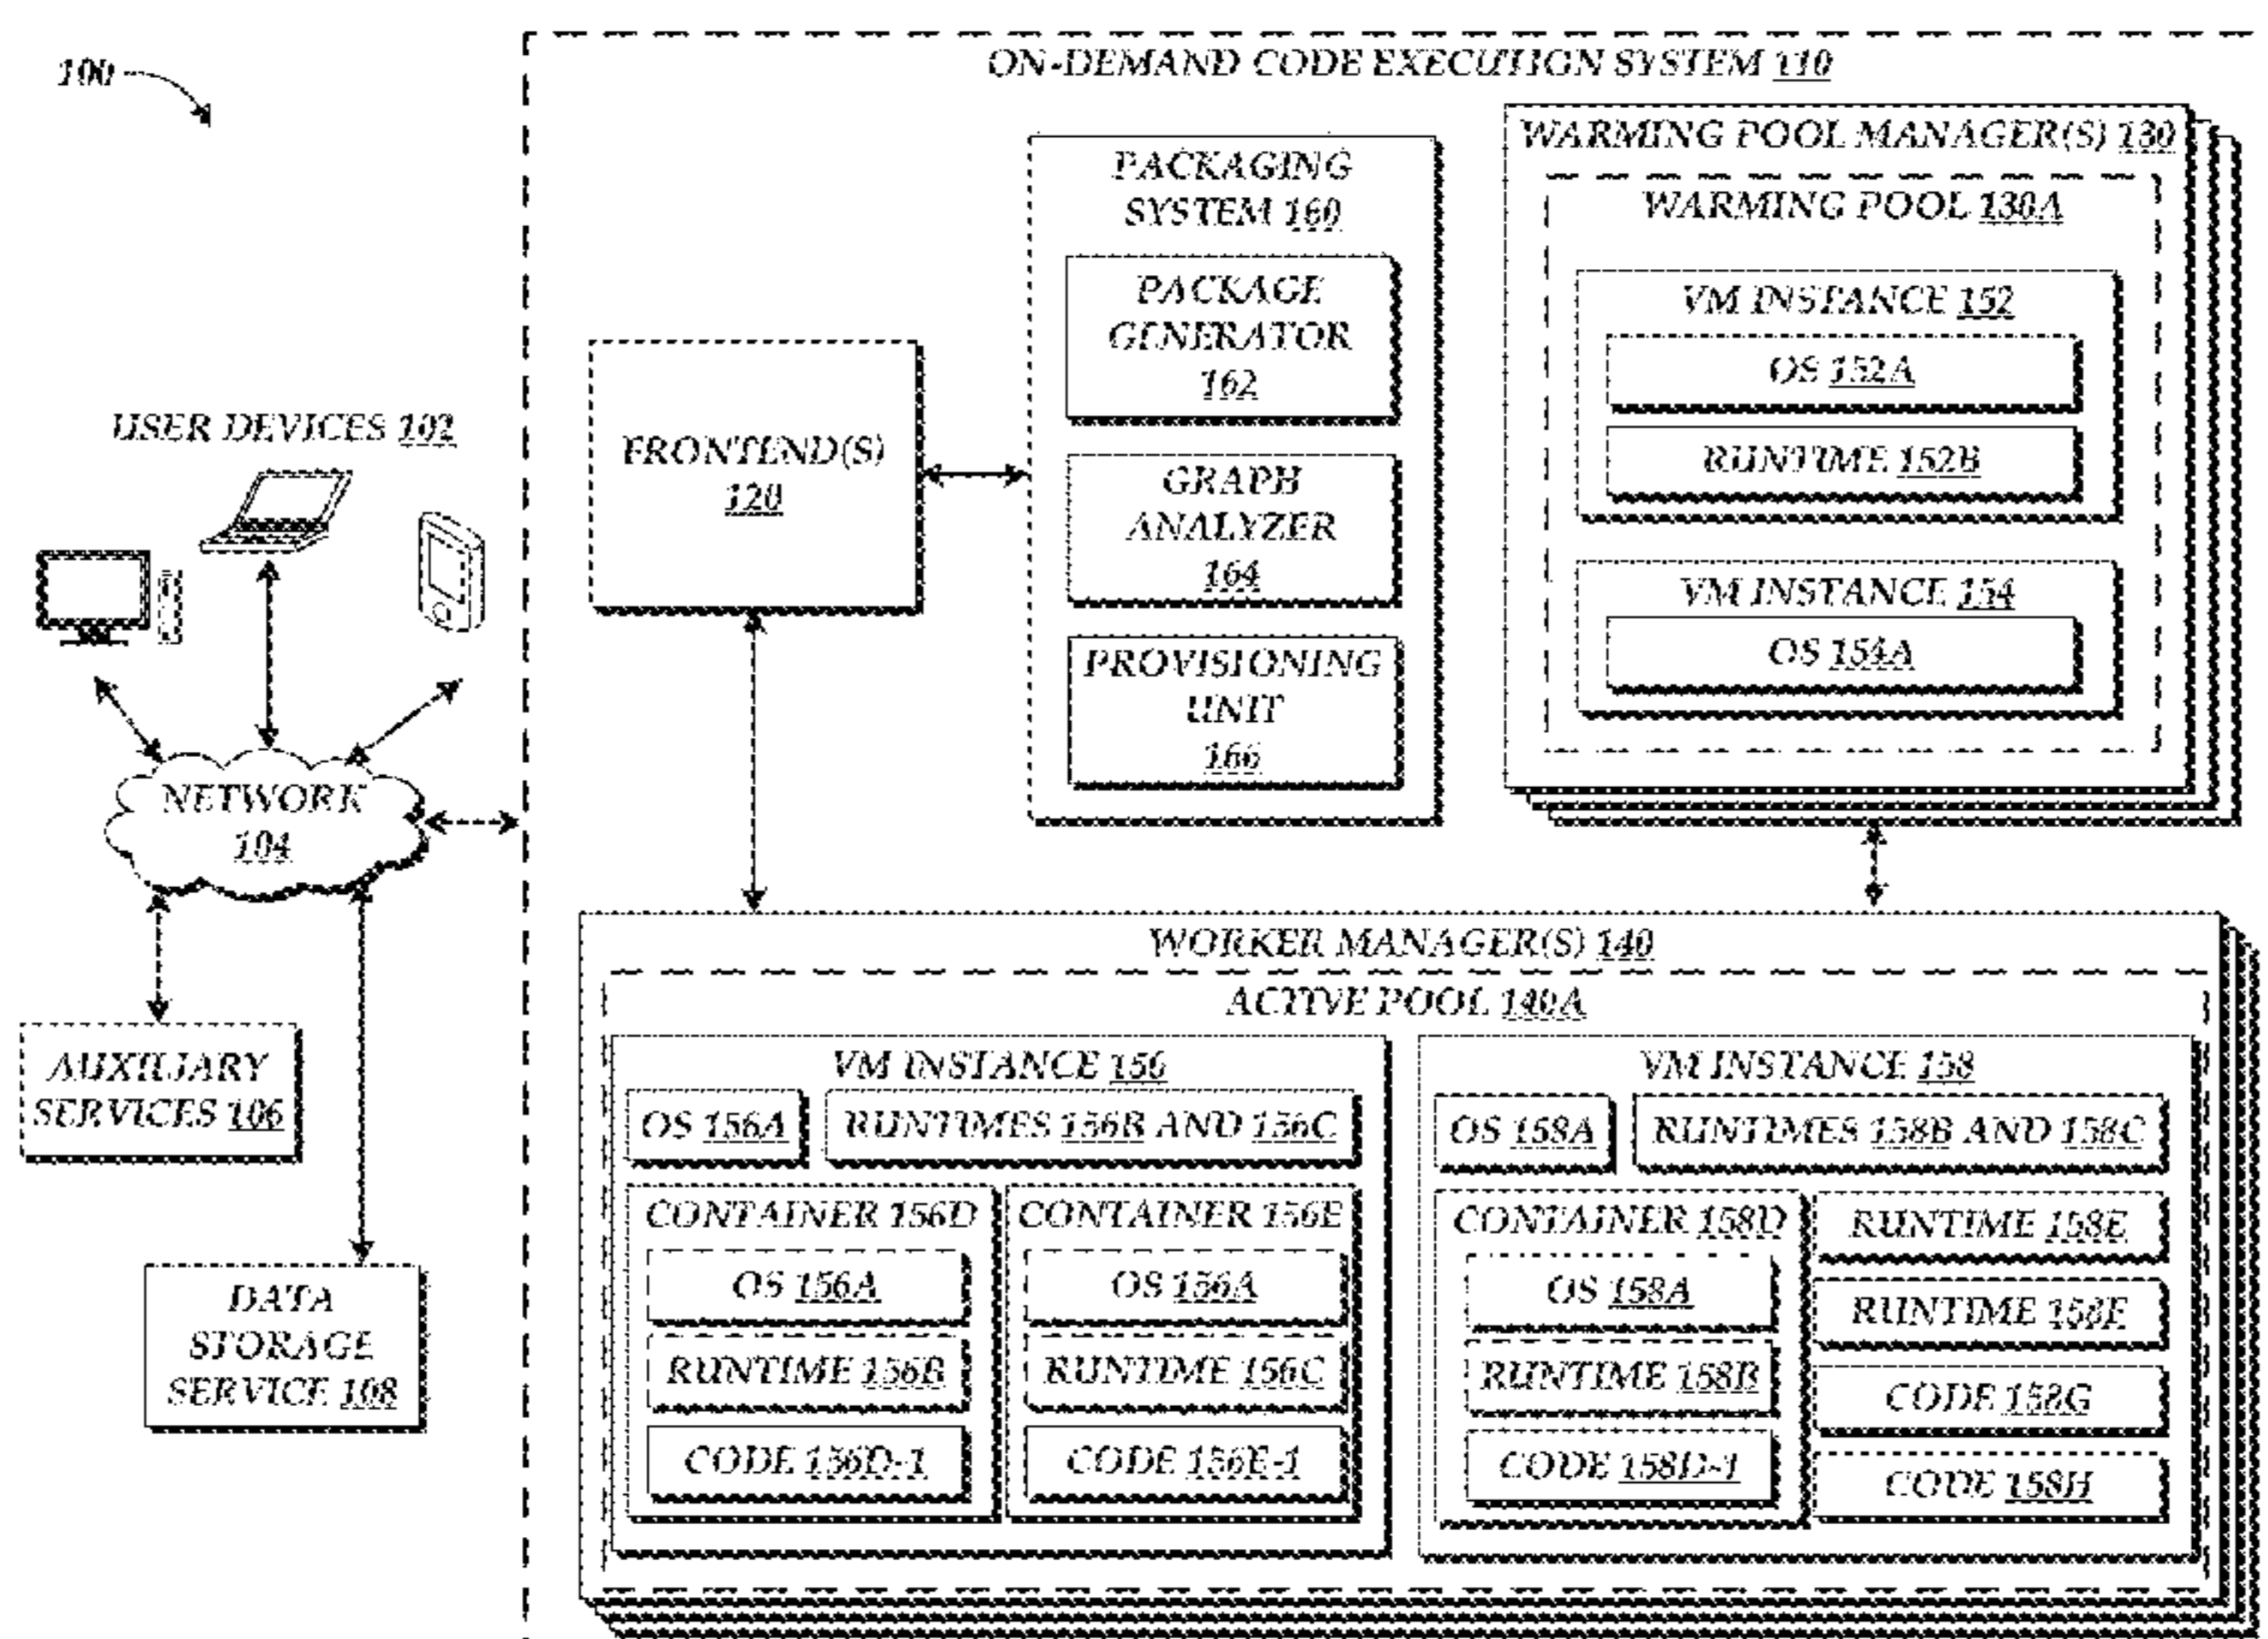 100
ON-DEMAND CODE EXECUTION SYSTEM 110
USER DEVICES 102
NETWORK
104
AUXILIARY
SERVICES 106
DATA
STORAGE
SERVICE 108
FRONTEND(S)
120
PACKAGING
SYSTEM 160
PACKAGE
GENERATOR
162
GRAPH
ANALYZER
164
PROVISIONING
UNIT
166
WARMING POOL MANAGER(S) 130
WARMING POOL 130A
VM INSTANCE 152
OS 152A
RUNTIME 152B
VM INSTANCE 154
OS 154A
WORKER MANAGER(S) 140
ACTIVE POOL 140A
VM INSTANCE 156
OS 156A
RUNTIMES 156B AND 156C
CONTAINER 156D
OS 156A
RUNTIME 156B
CODE 156D-1
CONTAINER 156E
OS 156A
RUNTIME 156C
CODE 156E-1
VM INSTANCE 158
OS 158A
RUNTIMES 158B AND 158C
CONTAINER 158D
OS 158A
RUNTIME 158B
CODE 158D-1
RUNTIME 158E
RUNTIME 158F
CODE 158G
CODE 158H